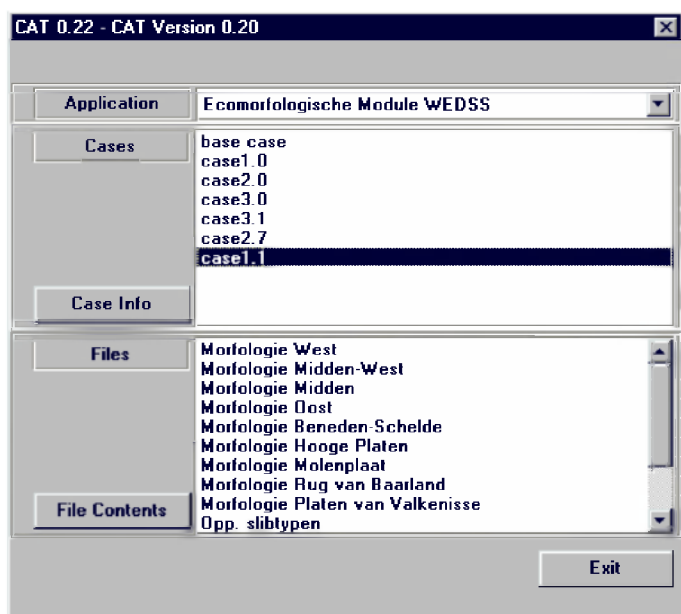 CAT 0.22 - CAT Version 0.20
Application
Ecomorfologische Module WEDSS
Cases
base case
case1.0
case2.0
case3.0
case3.1
case2.7
case1.1
Case Info
Files
Morfologie West
Morfologie Midden-West
Morfologie Midden
Morfologie Oost
Morfologie Beneden-Schelde
Morfologie Hooge Platen
Morfologie Molenplaat
Morfologie Rug van Baarland
Morfologie Platen van Valkenisse
Opp. slibtypen
File Contents
Exit